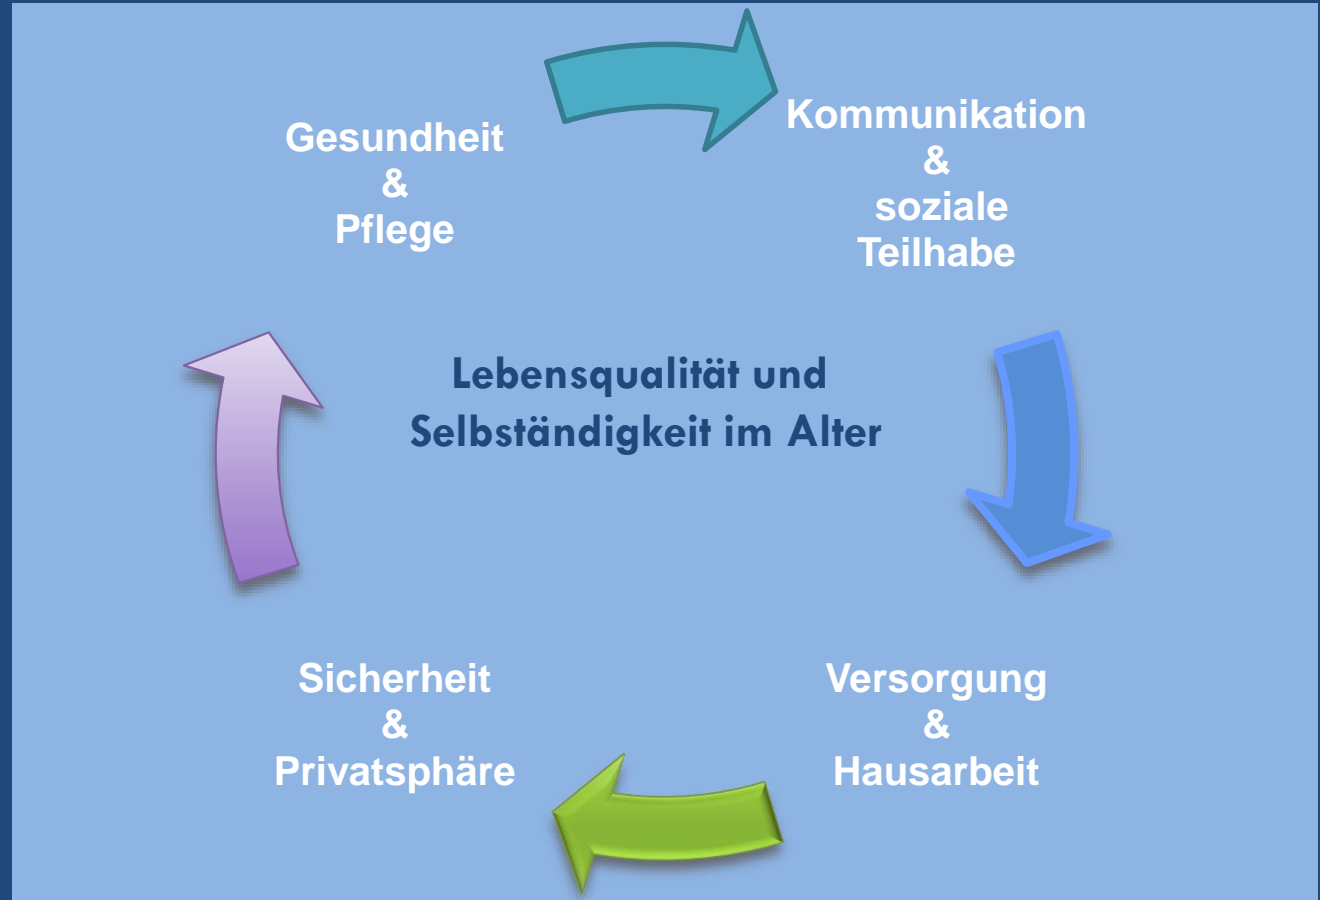 Gesundheit
&
Pflege
Kommunikation
&
soziale
Teilhabe
Lebensqualität und
Selbständigkeit im Alter
Sicherheit
&
Privatsphäre
Versorgung
&
Hausarbeit